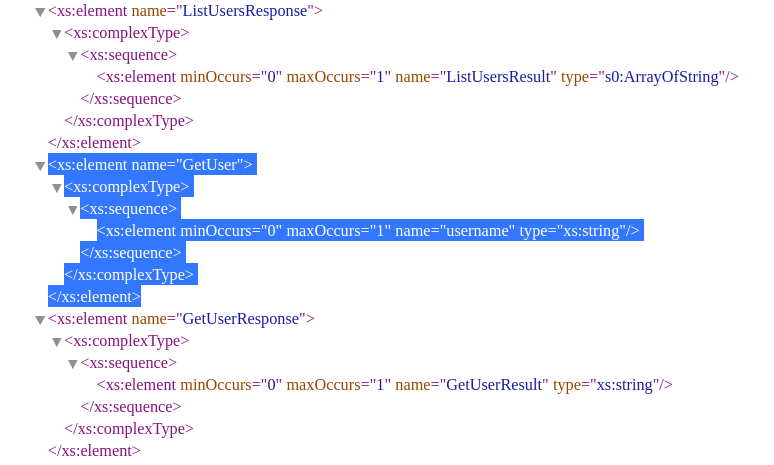 <xs:element name="ListUsersResponse">
<xs:complexType>
<xs:sequence>
<xs:element minOccurs="0" maxOccurs="1" name="ListUsersResult" type="s0:ArrayOfString"/>
</xs:sequence>
</xs:complexType>
</xs:element>
<xs:element name="GetUser">
<xs:complexType>
<xs:sequence>
<xs:element minOccurs="0" maxOccurs="1" name="username" type="xs:string"/>
</xs:sequence>
</xs:complexType>
</xs:element>
<xs:element name="GetUserResponse">
<xs:complexType>
<xs:sequence>
<xs:element minOccurs="0" maxOccurs="1" name="GetUserResult" type="xs:string"/>
</xs:sequence>
</xs:complexType>
</xs:element>